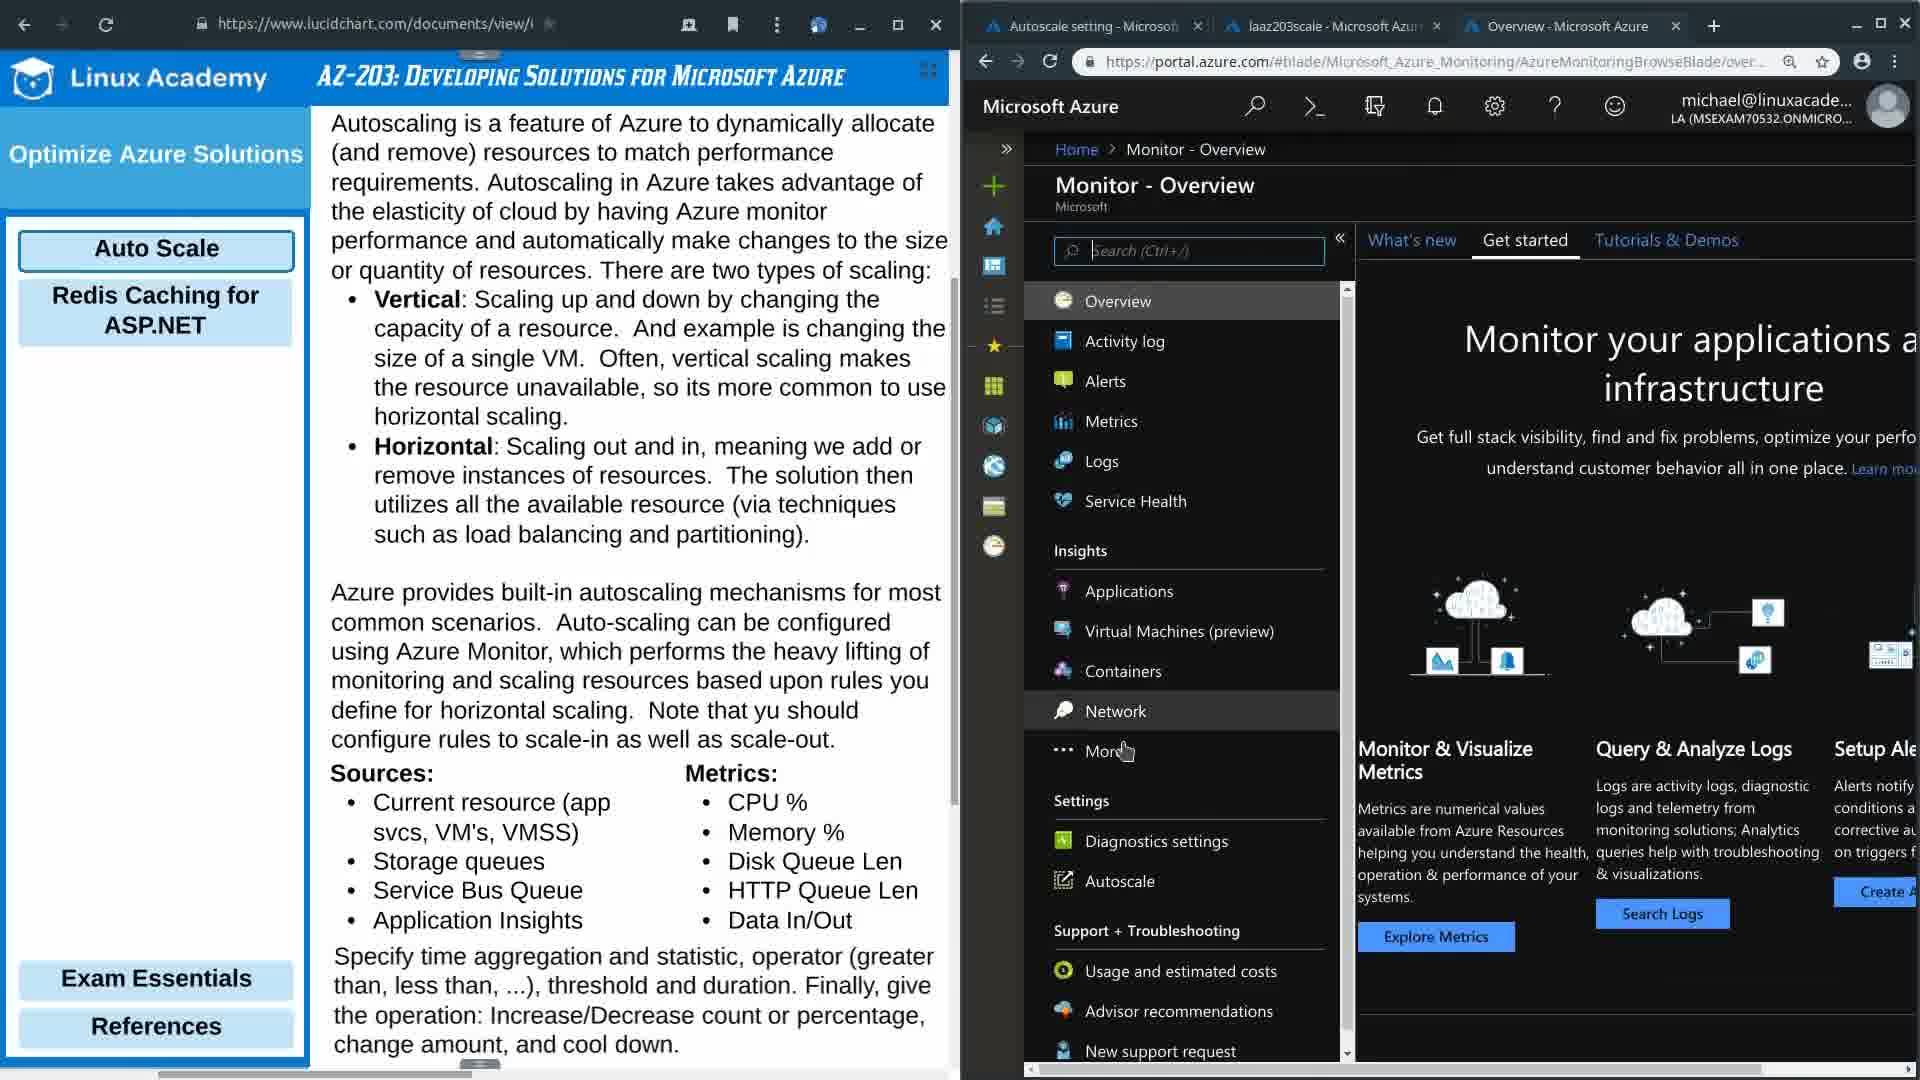 https://www.lucidchart.com/documents/view/
Linux Academy
AZ-203: Developing Solutions for Microsoft Azure
Optimize Azure Solutions
Auto Scale
Redis Caching for
ASP.NET
Exam Essentials
References
Autoscaling is a feature of Azure to dynamically allocate
(and remove) resources to match performance
requirements. Autoscaling in Azure takes advantage of
the elasticity of cloud by having Azure monitor
performance and automatically make changes to the size
or quantity of resources. There are two types of scaling:
• Vertical: Scaling up and down by changing the
capacity of a resource. And example is changing the
size of a single VM. Often, vertical scaling makes
the resource unavailable, so its more common to use
horizontal scaling.
• Horizontal: Scaling out and in, meaning we add or
remove instances of resources. The solution then
utilizes all the available resource (via techniques
such as load balancing and partitioning).
Azure provides built-in autoscaling mechanisms for most
common scenarios. Auto-scaling can be configured
using Azure Monitor, which performs the heavy lifting of
monitoring and scaling resources based upon rules you
define for horizontal scaling. Note that yu should
configure rules to scale-in as well as scale-out.
Sources:
• Current resource (app
svcs, VM's, VMSS)
• Storage queues
• Service Bus Queue
• Application Insights
Metrics:
• CPU %
• Memory %
• Disk Queue Len
• HTTP Queue Len
• Data In/Out
Specify time aggregation and statistic, operator (greater
than, less than, ...), threshold and duration. Finally, give
the operation: Increase/Decrease count or percentage,
change amount, and cool down.
Autoscale setting - Microsof
laaz203scale - Microsoft Azur
Overview - Microsoft Azure
https://portal.azure.com/#blade/Microsoft_Azure_Monitoring/AzureMonitoringBrowseBlade/over...
Microsoft Azure
michael@linuxacade...
LA (MSEXAM70532.ONMICRO...
Home > Monitor - Overview
Monitor - Overview
Microsoft
Search (Ctrl+/)
Overview
Activity log
Alerts
Metrics
Logs
Service Health
Insights
Applications
Virtual Machines (preview)
Containers
Network
More
Settings
Diagnostics settings
Autoscale
Support + Troubleshooting
Usage and estimated costs
Advisor recommendations
New support request
What's new
Get started
Tutorials & Demos
Monitor your applications a
infrastructure
Get full stack visibility, find and fix problems, optimize your perfo
understand customer behavior all in one place. Learn mo
Monitor & Visualize
Metrics
Metrics are numerical values
available from Azure Resources
helping you understand the health,
operation & performance of your
systems.
Explore Metrics
Query & Analyze Logs
Logs are activity logs, diagnostic
logs and telemetry from
monitoring solutions; Analytics
queries help with troubleshooting
& visualizations.
Search Logs
Setup Ale
Alerts notify
conditions a
corrective au
on triggers f
Create A